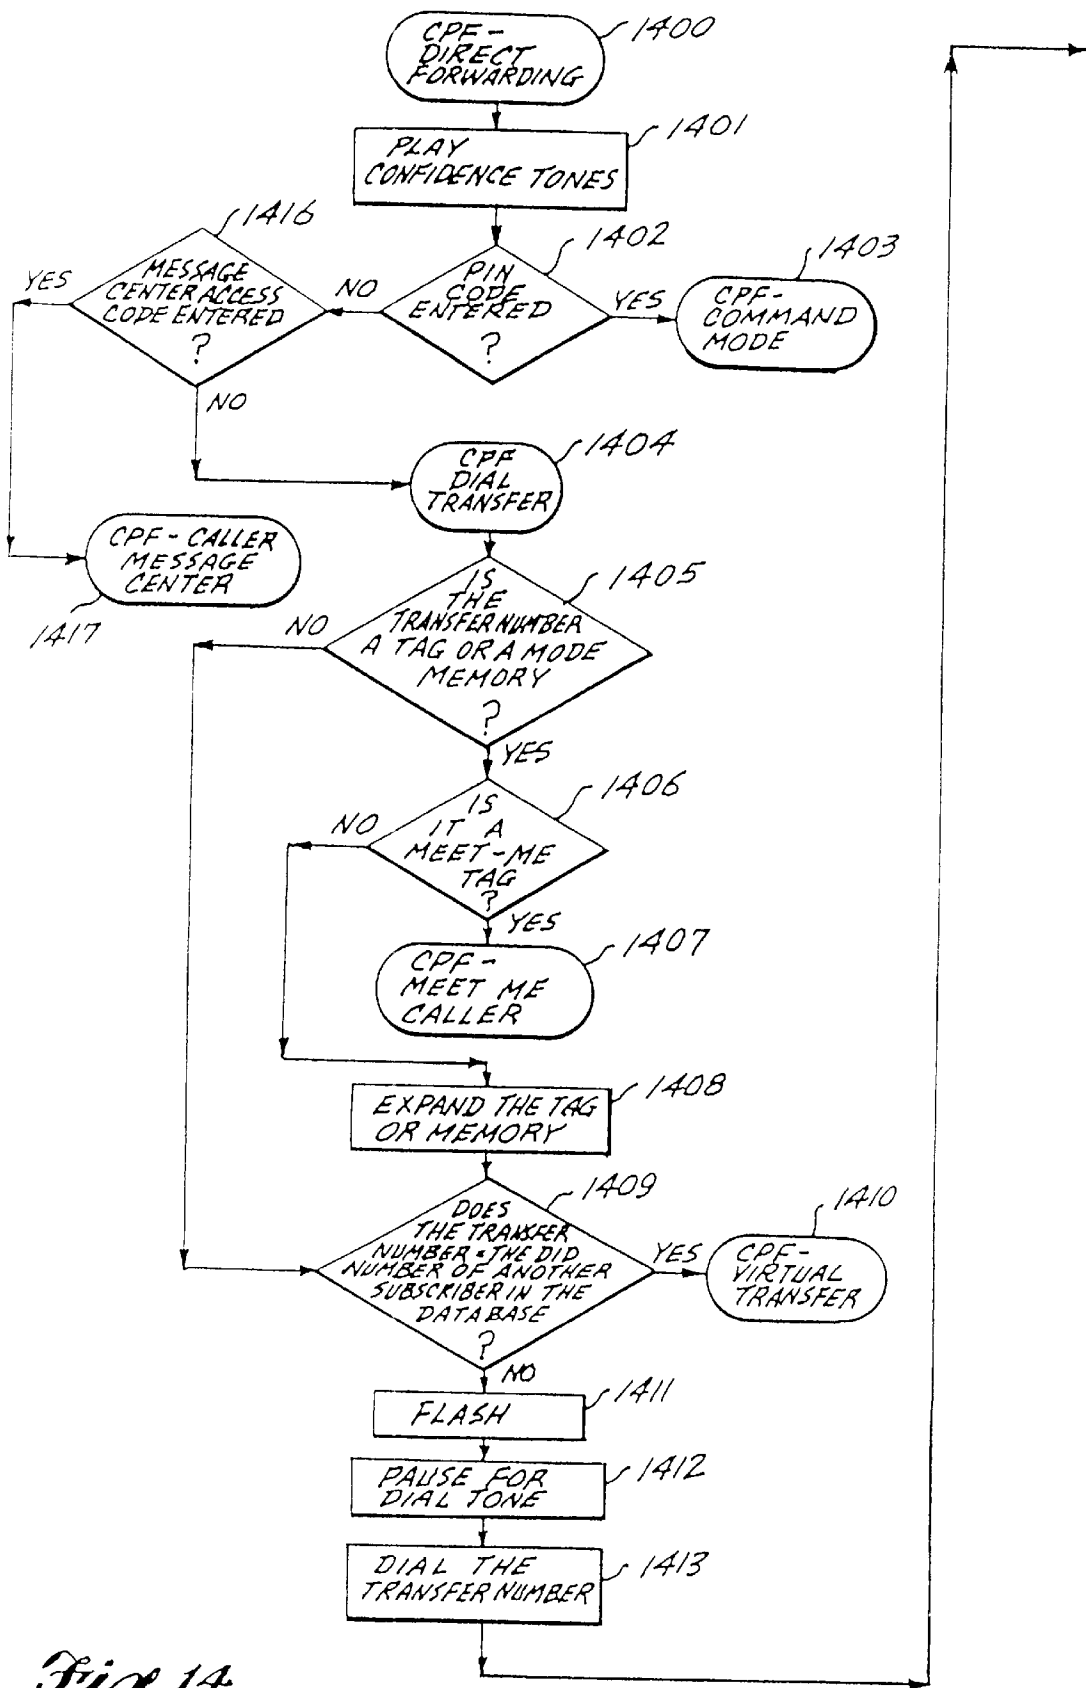 CPF -
DIRECT
FORWARDING
1400
PLAY
CONFIDENCE TONES
1401
1416
MESSAGE
CENTER ACCESS
CODE ENTERED
?
YES
NO
1402
PIN
CODE
ENTERED
?
NO
YES
1403
CPF-
COMMAND
MODE
1404
CPF
DIAL
TRANSFER
CPF - CALLER
MESSAGE
CENTER
1417
1405
IS
THE
TRANSFER NUMBER
A TAG OR A MODE
MEMORY
?
NO
YES
1406
IS
IT A
MEET-ME
TAG
?
NO
YES
1407
CPF -
MEET ME
CALLER
1408
EXPAND THE TAG
OR MEMORY
1409
DOES
THE TRANSFER
NUMBER = THE DID
NUMBER OF ANOTHER
SUBSCRIBER IN THE
DATABASE
?
YES
NO
1410
CPF-
VIRTUAL
TRANSFER
1411
FLASH
1412
PAUSE FOR
DIAL TONE
1413
DIAL THE
TRANSFER NUMBER
Fig. 14